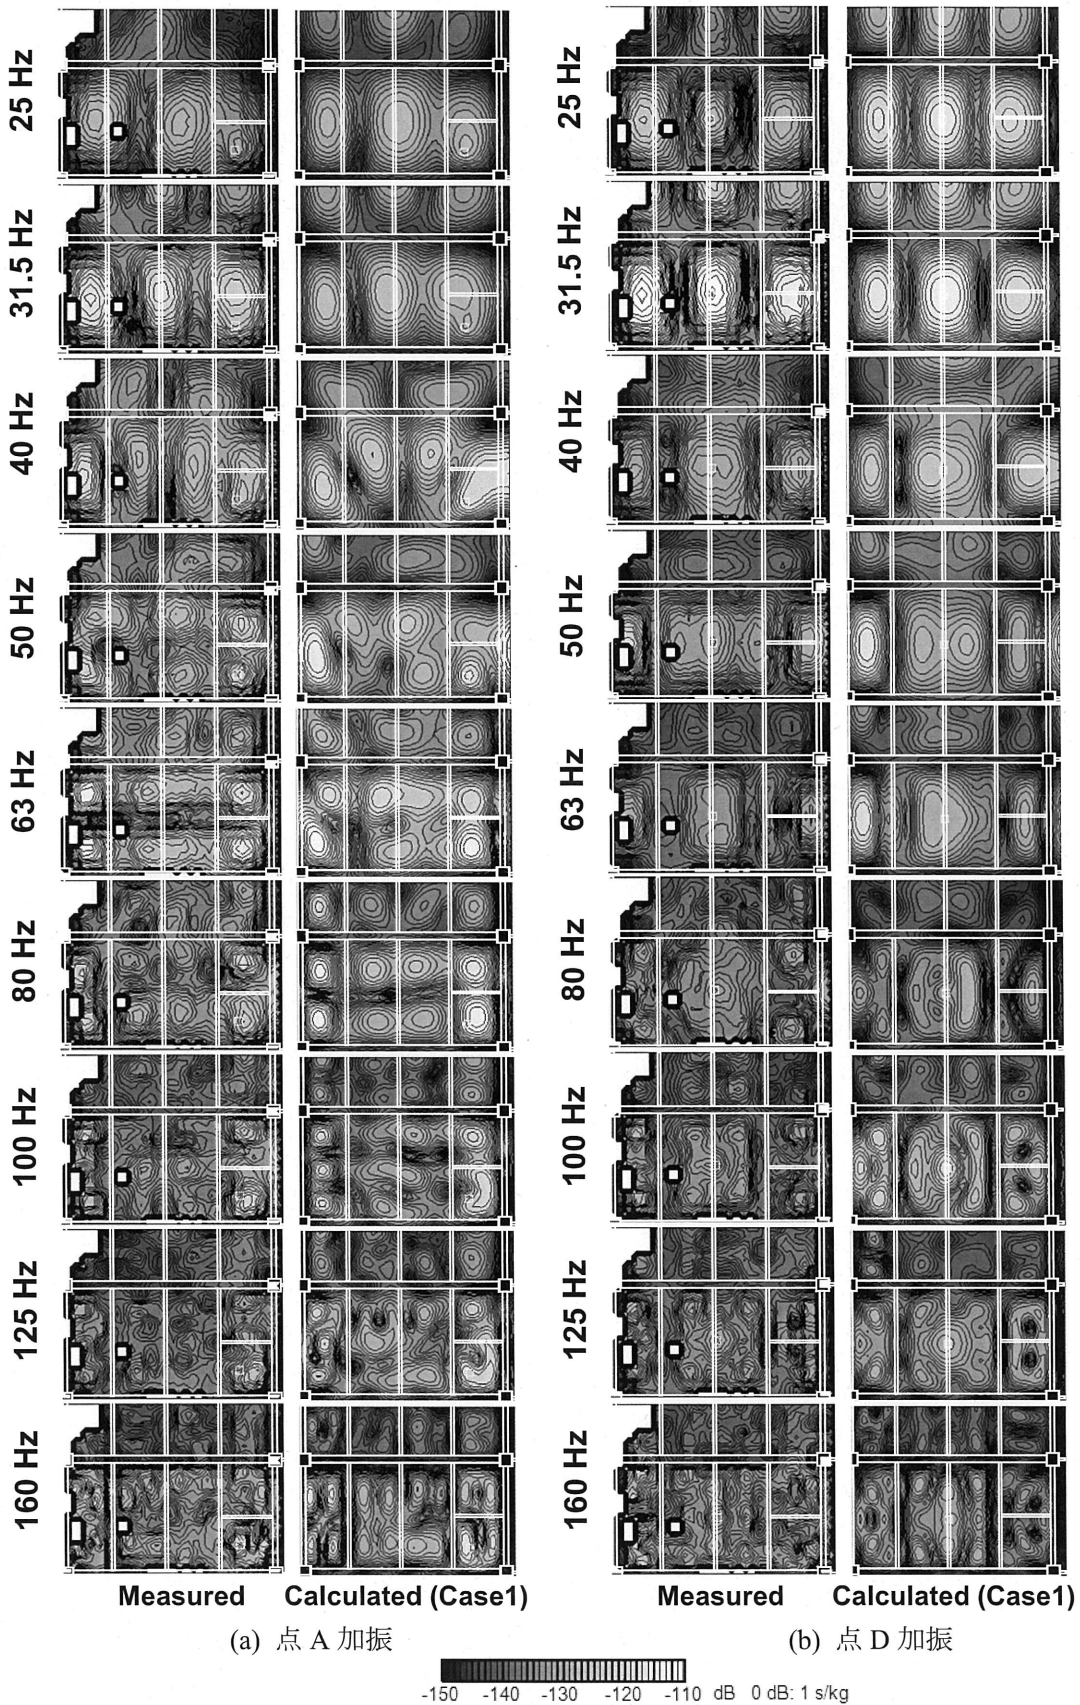 25 Hz 25 Hz
31.5 Hz 31.5 Hz
40 Hz 40 Hz
50 Hz 50 Hz
63 Hz 63 Hz
80 Hz 80 Hz
100 Hz 100 Hz
125 Hz 125 Hz
160 Hz 160 Hz
Measured Calculated (Case1) Measured Calculated (Case1)
(a) 点 A 加振 (b) 点 D 加振
-150 -140 -130 -120 -110 dB 0 dB: 1 s/kg